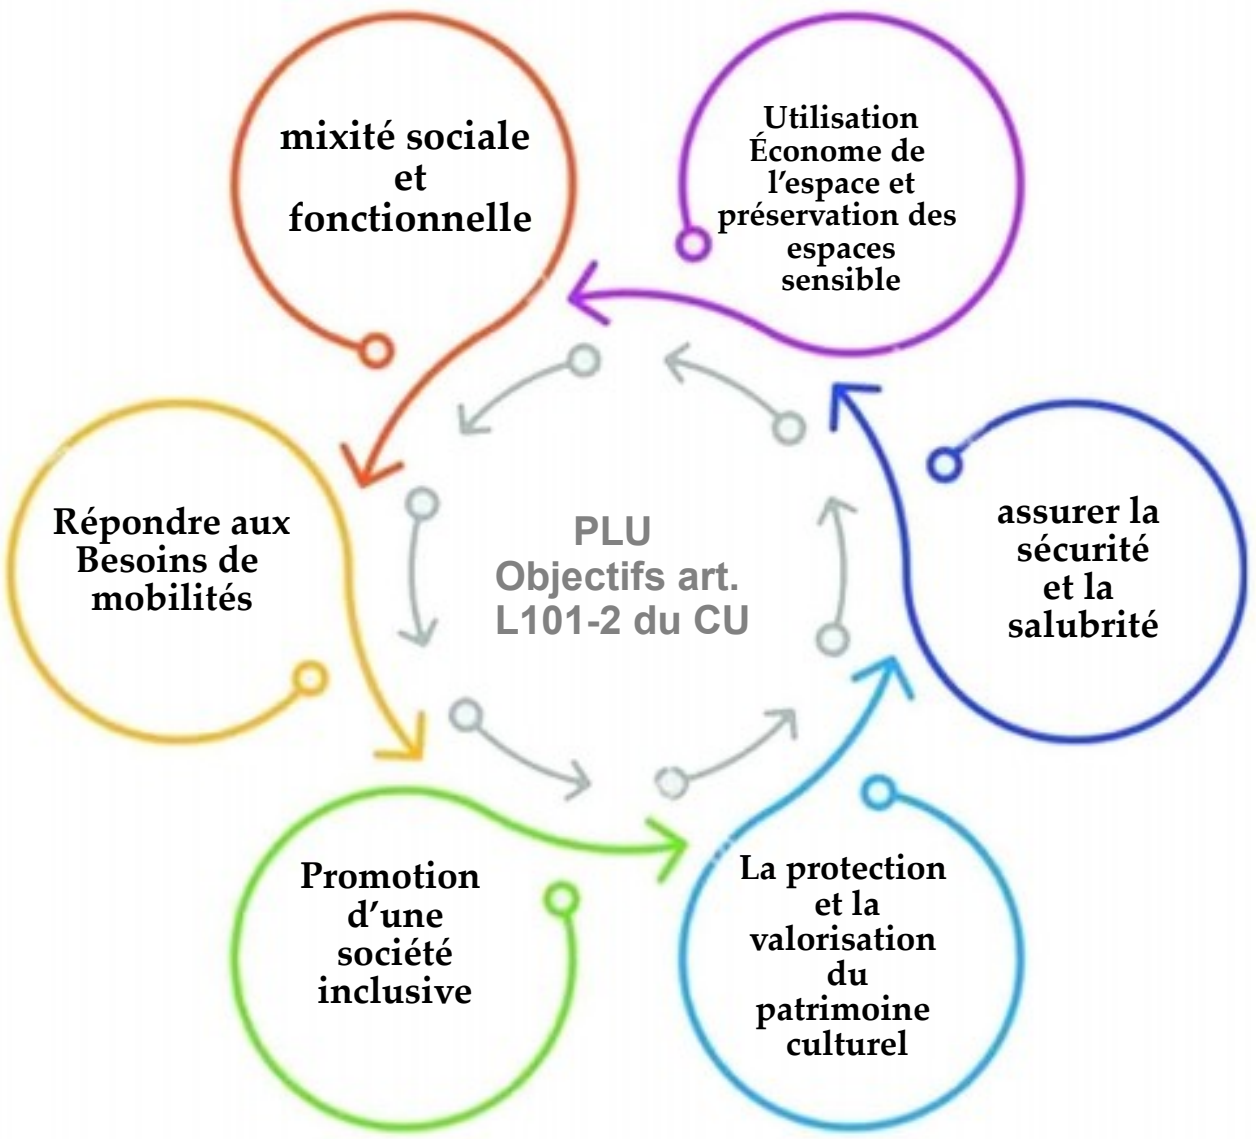 mixité sociale
et
fonctionnelle
Utilisation
Économe de
l’espace et
préservation des
espaces
sensible
Répondre aux
Besoins de
mobilités
PLU
Objectifs art.
L101-2 du CU
assurer la
sécurité
et la
salubrité
Promotion
d’une
société
inclusive
La protection
et la
valorisation
du
patrimoine
culturel